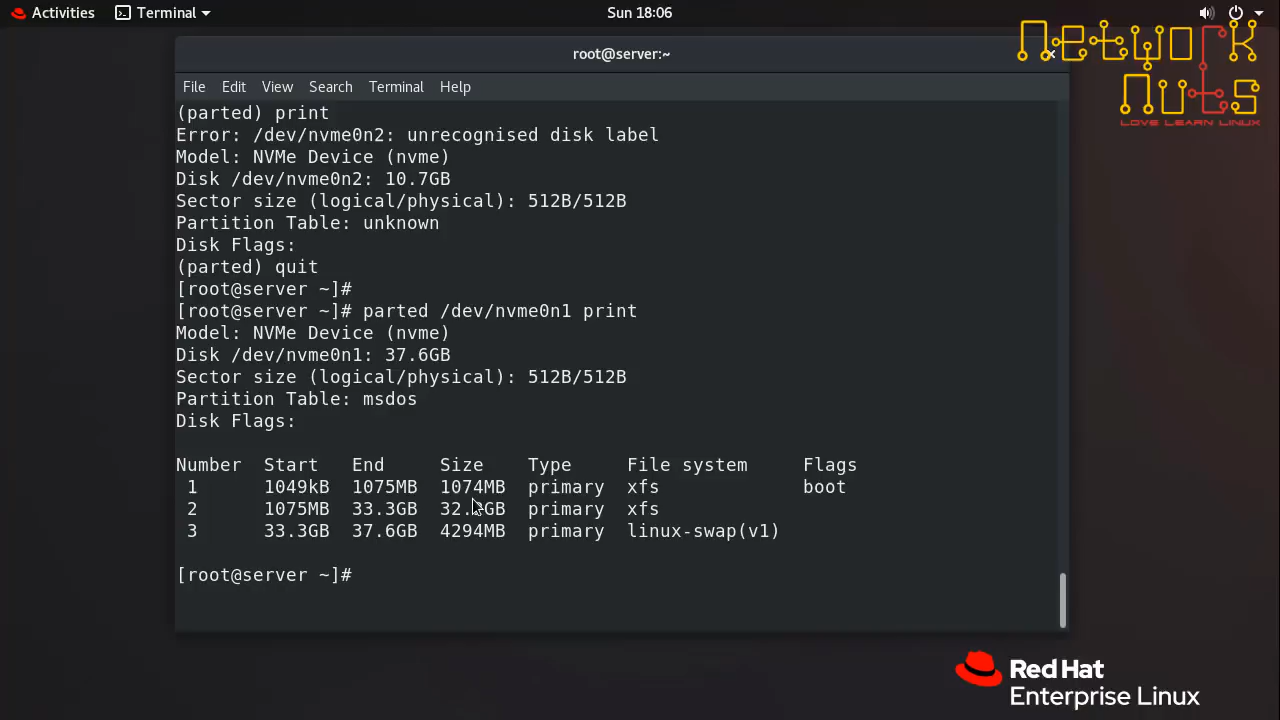 Activities Terminal Sun 18:06
Network
Nuts
LOVE LEARN LINUX
root@server:~
File Edit View Search Terminal Help
(parted) print
Error: /dev/nvme0n2: unrecognised disk label
Model: NVMe Device (nvme)
Disk /dev/nvme0n2: 10.7GB
Sector size (logical/physical): 512B/512B
Partition Table: unknown
Disk Flags:
(parted) quit
[root@server ~]#
[root@server ~]# parted /dev/nvme0n1 print
Model: NVMe Device (nvme)
Disk /dev/nvme0n1: 37.6GB
Sector size (logical/physical): 512B/512B
Partition Table: msdos
Disk Flags:
Number Start End Size Type File system Flags
1 1049kB 1075MB 1074MB primary xfs boot
2 1075MB 33.3GB primary xfs
3 33.3GB 37.6GB 4294MB primary linux-swap(v1)
[root@server ~]#
Red Hat
Enterprise Linux